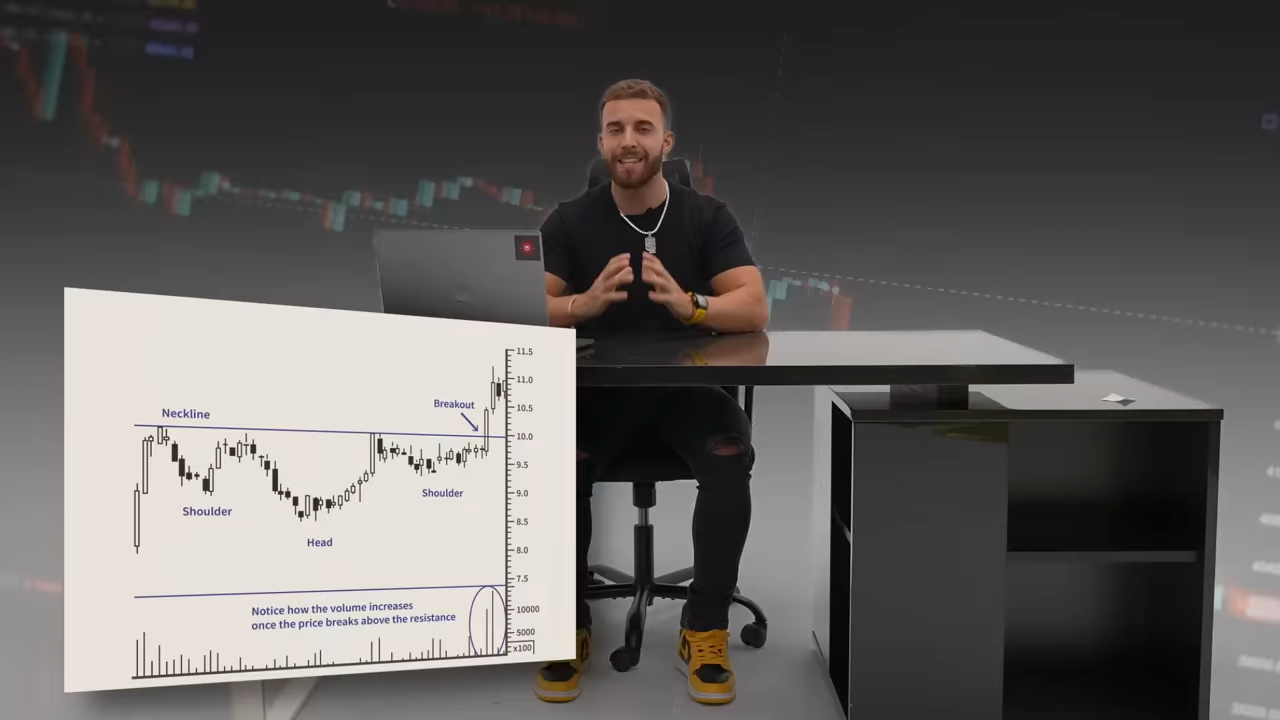 11.5
11.0
Breakout
10.5
Neckline
10.0
9.5
Shoulder
9.0
Shoulder
8.5
Head
8.0
7.5
Notice how the volume increases
once the price breaks above the resistance
10000
5000
x100